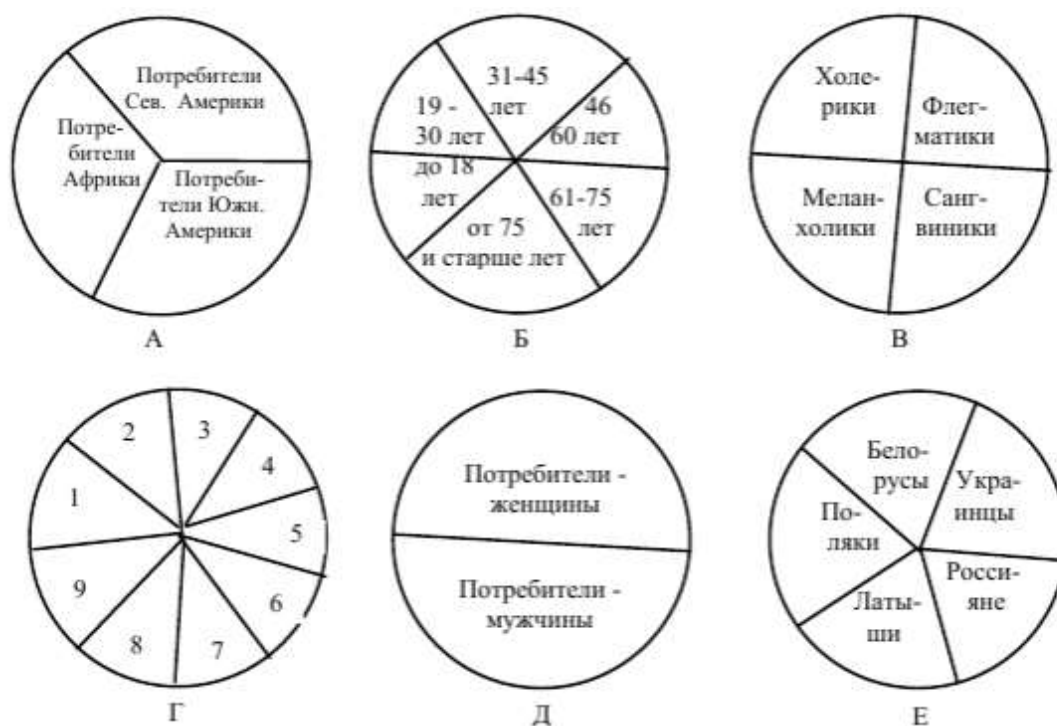 Потребители
Сев. Америки
Потре-
бители
Африки
Потреби-
тели Южн.
Америки
А
31-45
лет
19 -
30 лет
46
60 лет
до 18
лет
61-75
лет
от 75
и старше лет
Б
Холе-
рики
Флег-
матики
Мелан-
холики
Санг-
виники
В
1
2
3
4
5
6
7
8
9
Г
Потребители -
женщины
Потребители -
мужчины
Д
Бело-
русы
Укра-
инцы
По-
ляки
Росси-
яне
Латы-
ши
Е